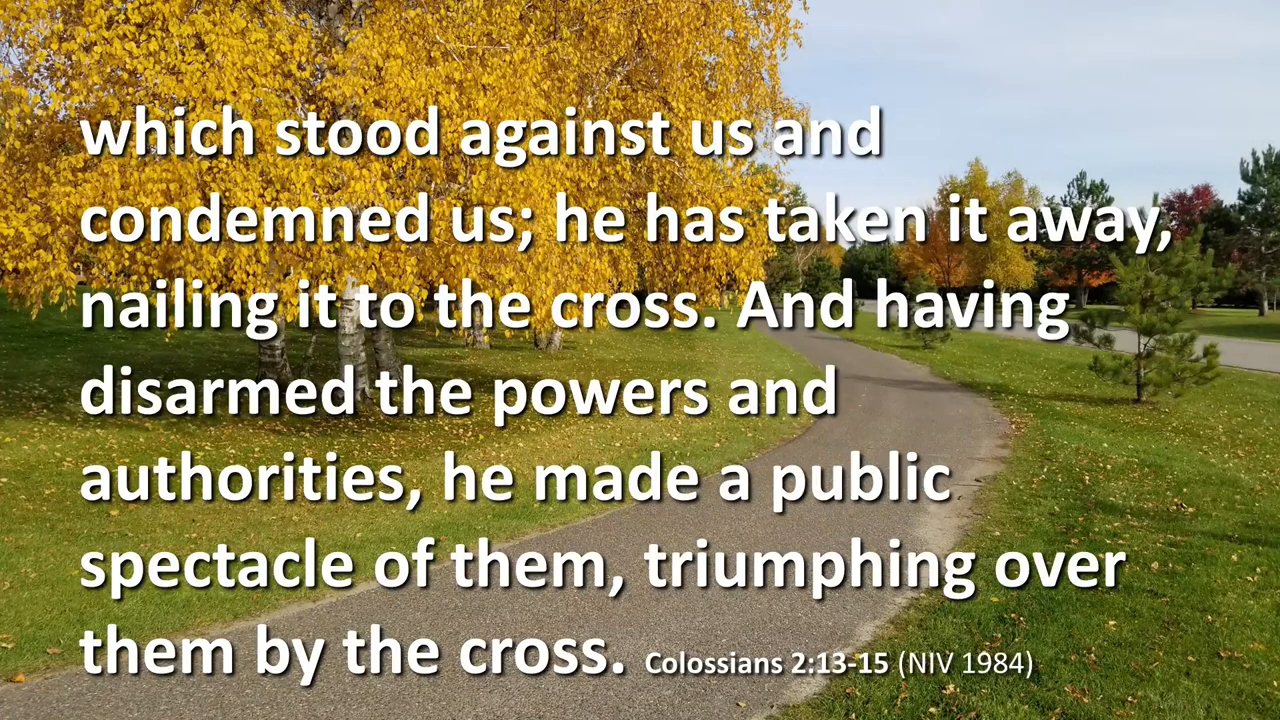 which stood against us and
condemned us; he has taken it away,
nailing it to the cross. And having
disarmed the powers and
authorities, he made a public
spectacle of them, triumphing over
them by the cross. Colossians 2:13-15 (NIV 1984)